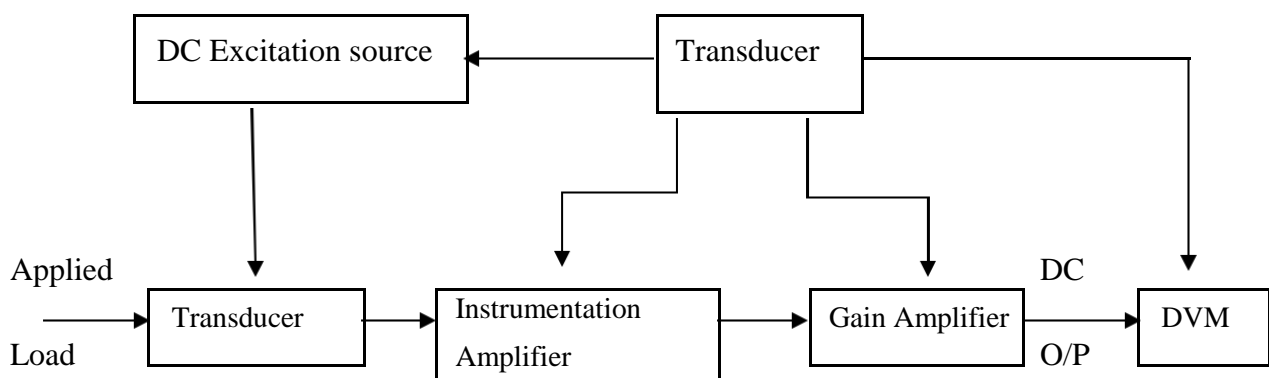 DC Excitation source
Transducer
Applied
Load
Transducer
Instrumentation
Amplifier
Gain Amplifier
DC
O/P
DVM